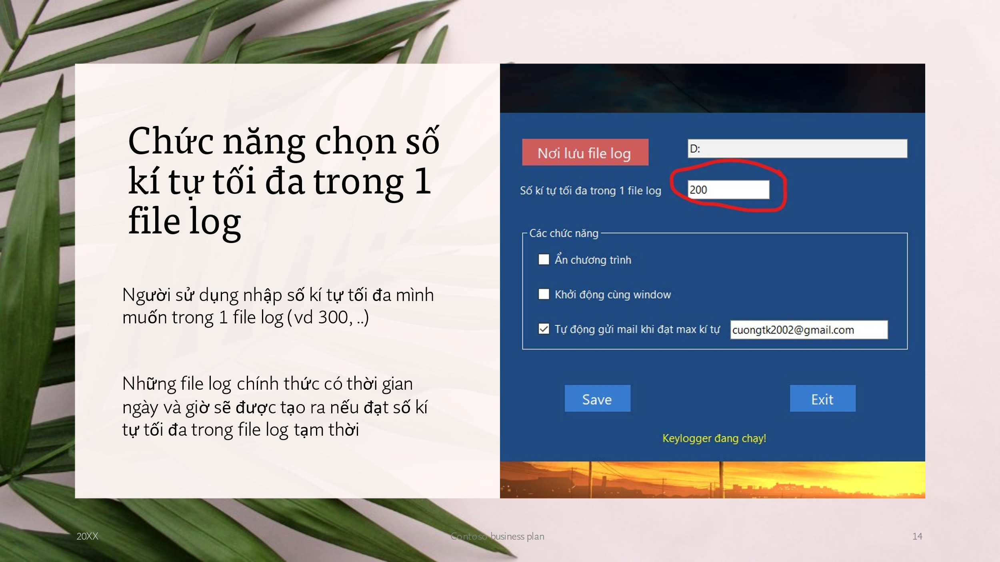 Chức năng chọn số
kí tự tối đa trong 1
file log
Người sử dụng nhập số kí tự tối đa mình
muốn trong 1 file log (vd 300, ..)
Những file log chính thức có thời gian
ngày và giờ sẽ được tạo ra nếu đạt số kí
tự tối đa trong file log tạm thời
Nơi lưu file log
D:
Số kí tự tối đa trong 1 file log
200
Các chức năng
Ẩn chương trình
Khởi động cùng window
Tự động gửi mail khi đạt max kí tự
cuongtk2002@gmail.com
Save
Exit
Keylogger đang chạy!
20XX
Contoso business plan
14